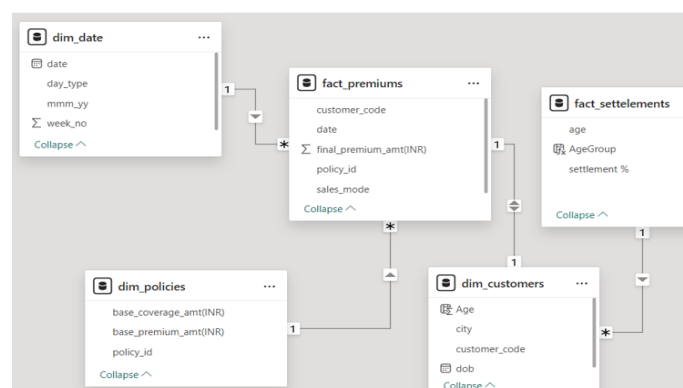 dim_date
...
date
day_type
mmm_yy
Σ week_no
Collapse
1
*
fact_premiums
...
customer_code
date
Σ final_premium_amt(INR)
policy_id
sales_mode
Collapse
1
*
1
fact_settelements
age
AgeGroup
settlement %
Collapse
1
*
dim_policies
...
base_coverage_amt(INR)
base_premium_amt(INR)
policy_id
Collapse
1
dim_customers
...
Age
city
customer_code
dob
Collapse